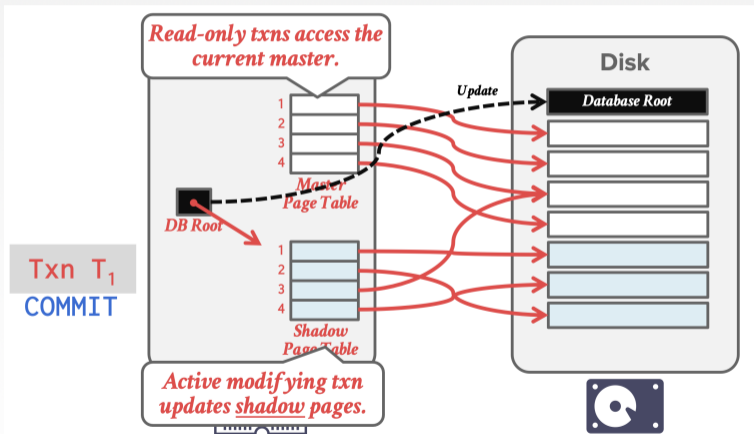 Read-only txns access the
current master.
Disk
Update
Database Root
1
2
3
4
Master
Page Table
DB Root
Txn T1
COMMIT
1
2
3
4
Shadow
Page Table
Active modifying txn
updates shadow pages.